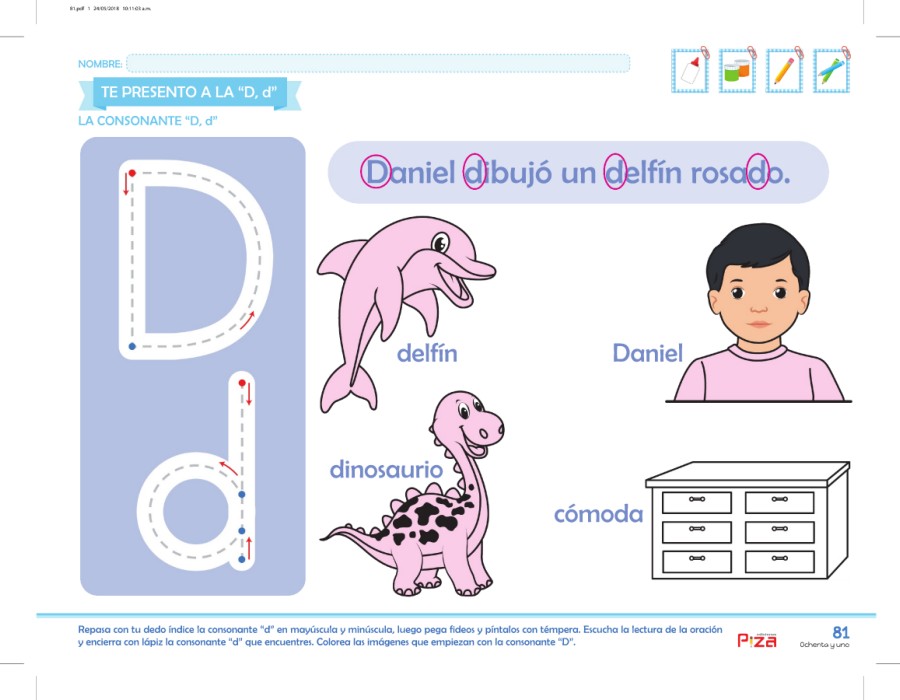 81.pdf 1 24/05/2018 10:11:03 a.m.
NOMBRE:
TE PRESENTO A LA "D, d"
LA CONSONANTE "D, d"
D
d
Daniel dibujó un delfín rosado.
delfín
Daniel
dinosaurio
cómoda
Repasa con tu dedo índice la consonante "d" en mayúscula y minúscula, luego pega fideos y píntalos con témpera. Escucha la lectura de la oración
y encierra con lápiz la consonante "d" que encuentres. Colorea las imágenes que empiezan con la consonante "D".
PIZA
81
Ochenta y uno